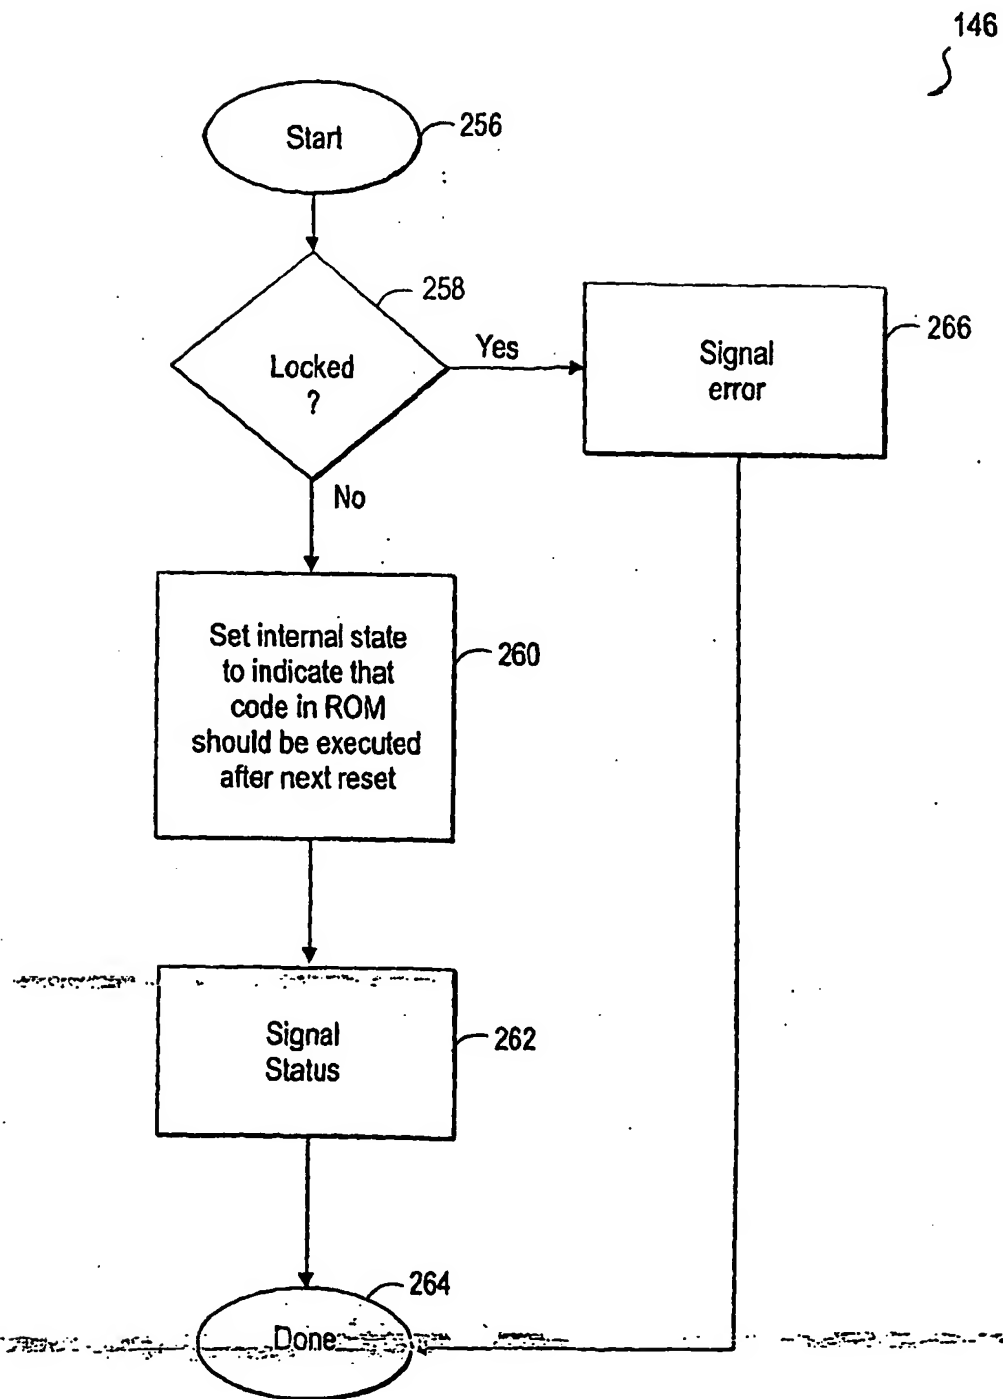 146
Start
256
258
Locked
?
Yes
Signal
error
266
No
Set internal state
to indicate that
code in ROM
should be executed
after next reset
260
Signal
Status
262
264
Done